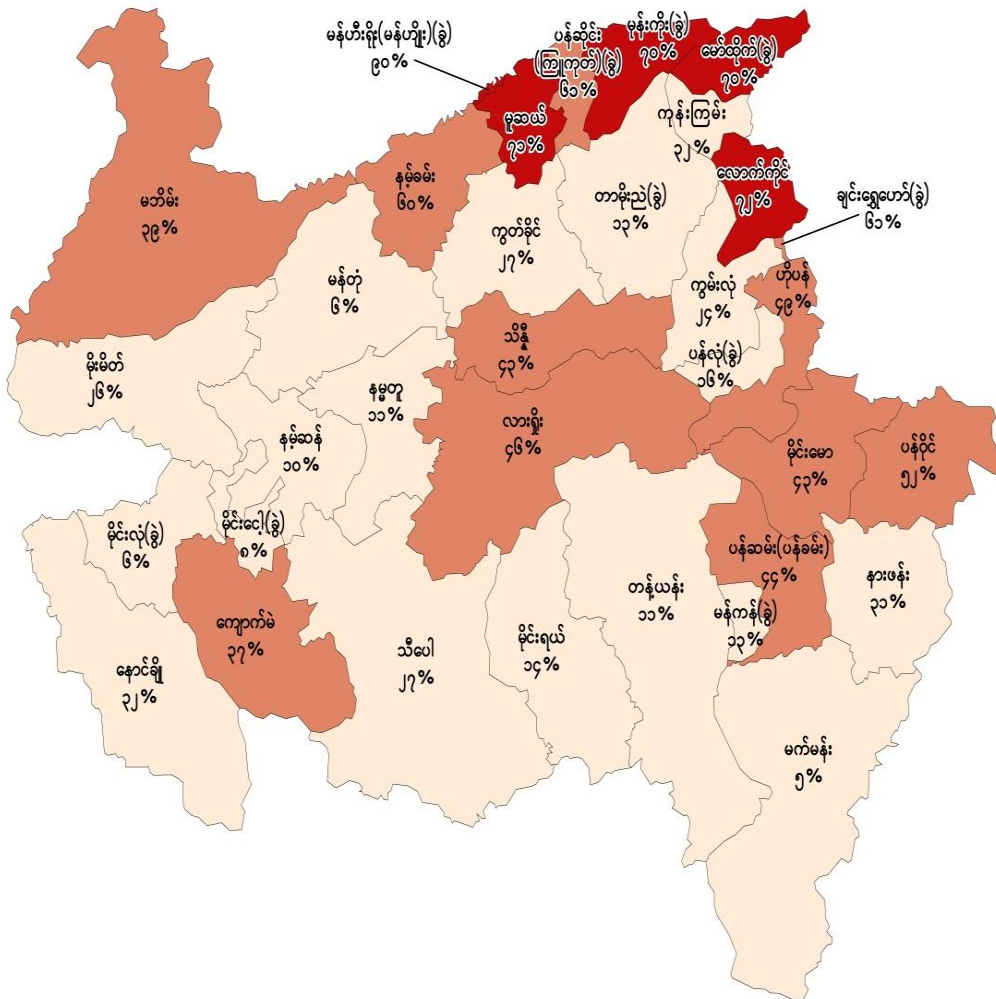 မန်ဟီးရိုး(မန်ဟျိုး)(ခွဲ)
၉၀%
ပန်ဆိုင်း
(ကြူကုတ်)(ခွဲ)
၆၁%
မုန်းကိုး(ခွဲ)
၇၀%
မော်ထိုက်(ခွဲ)
၇၀%
မူဆယ်
၇၁%
ကုန်းကြမ်း
၃၂%
လောက်ကိုင်
၇၂%
ချင်းရွှေဟော်(ခွဲ)
၆၁%
မဘိမ်း
၃၉%
နမ့်ခမ်း
၆၀%
တာမိုးညဲ(ခွဲ)
၁၃%
ကွတ်ခိုင်
၂၇%
မန်တုံ
၆%
ကွမ်းလုံ
၂၄%
ဟိုပန်
၄၉%
ပန်လုံ(ခွဲ)
၁၆%
သိန္နီ
၄၃%
မိုးမိတ်
၂၆%
နမ္မတူ
၁၁%
လားရှိုး
၄၆%
နမ့်ဆန်
၁၀%
မိုင်းမော
၄၃%
ပန်ဝိုင်
၅၂%
မိုင်းလုံ(ခွဲ)
၆%
မိုင်းငေါ့(ခွဲ)
၈%
ပန်ဆမ်း(ပန်ခမ်း)
၄၄%
နားဖန်း
၃၁%
တန့်ယန်း
၁၁%
မန်ကန်(ခွဲ)
၁၃%
ကျောက်မဲ
၃၇%
နောင်ချို
၃၂%
သီပေါ
၂၇%
မိုင်းရယ်
၁၄%
မက်မန်း
၅%